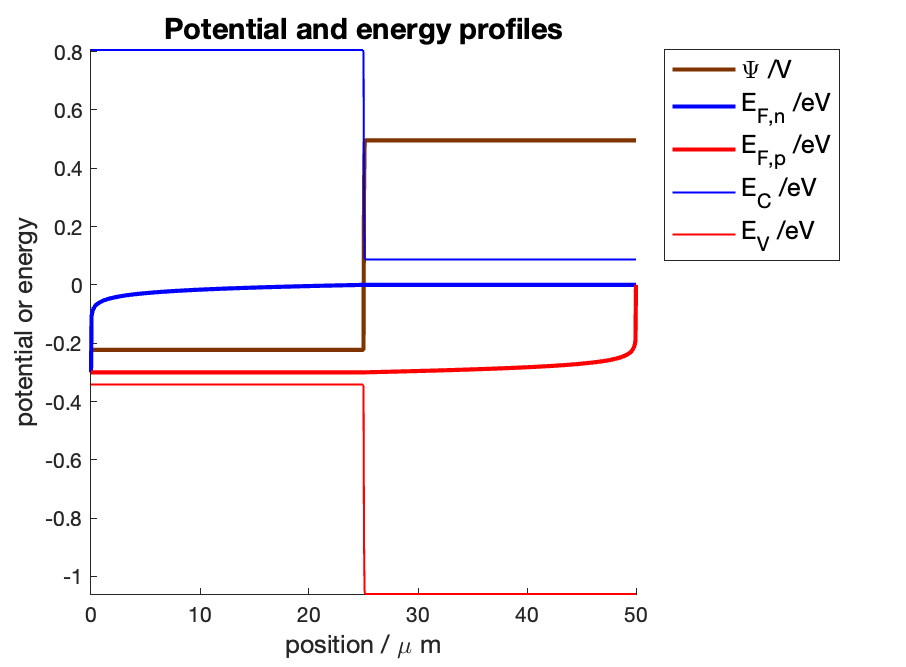 Potential and energy profiles
potential or energy
0.8
0.6
0.4
0.2
0
-0.2
-0.4
-0.6
-0.8
-1
0 10 20 30 40 50
position / μ m
Ψ /V
E_F,n /eV
E_F,p /eV
E_C /eV
E_V /eV